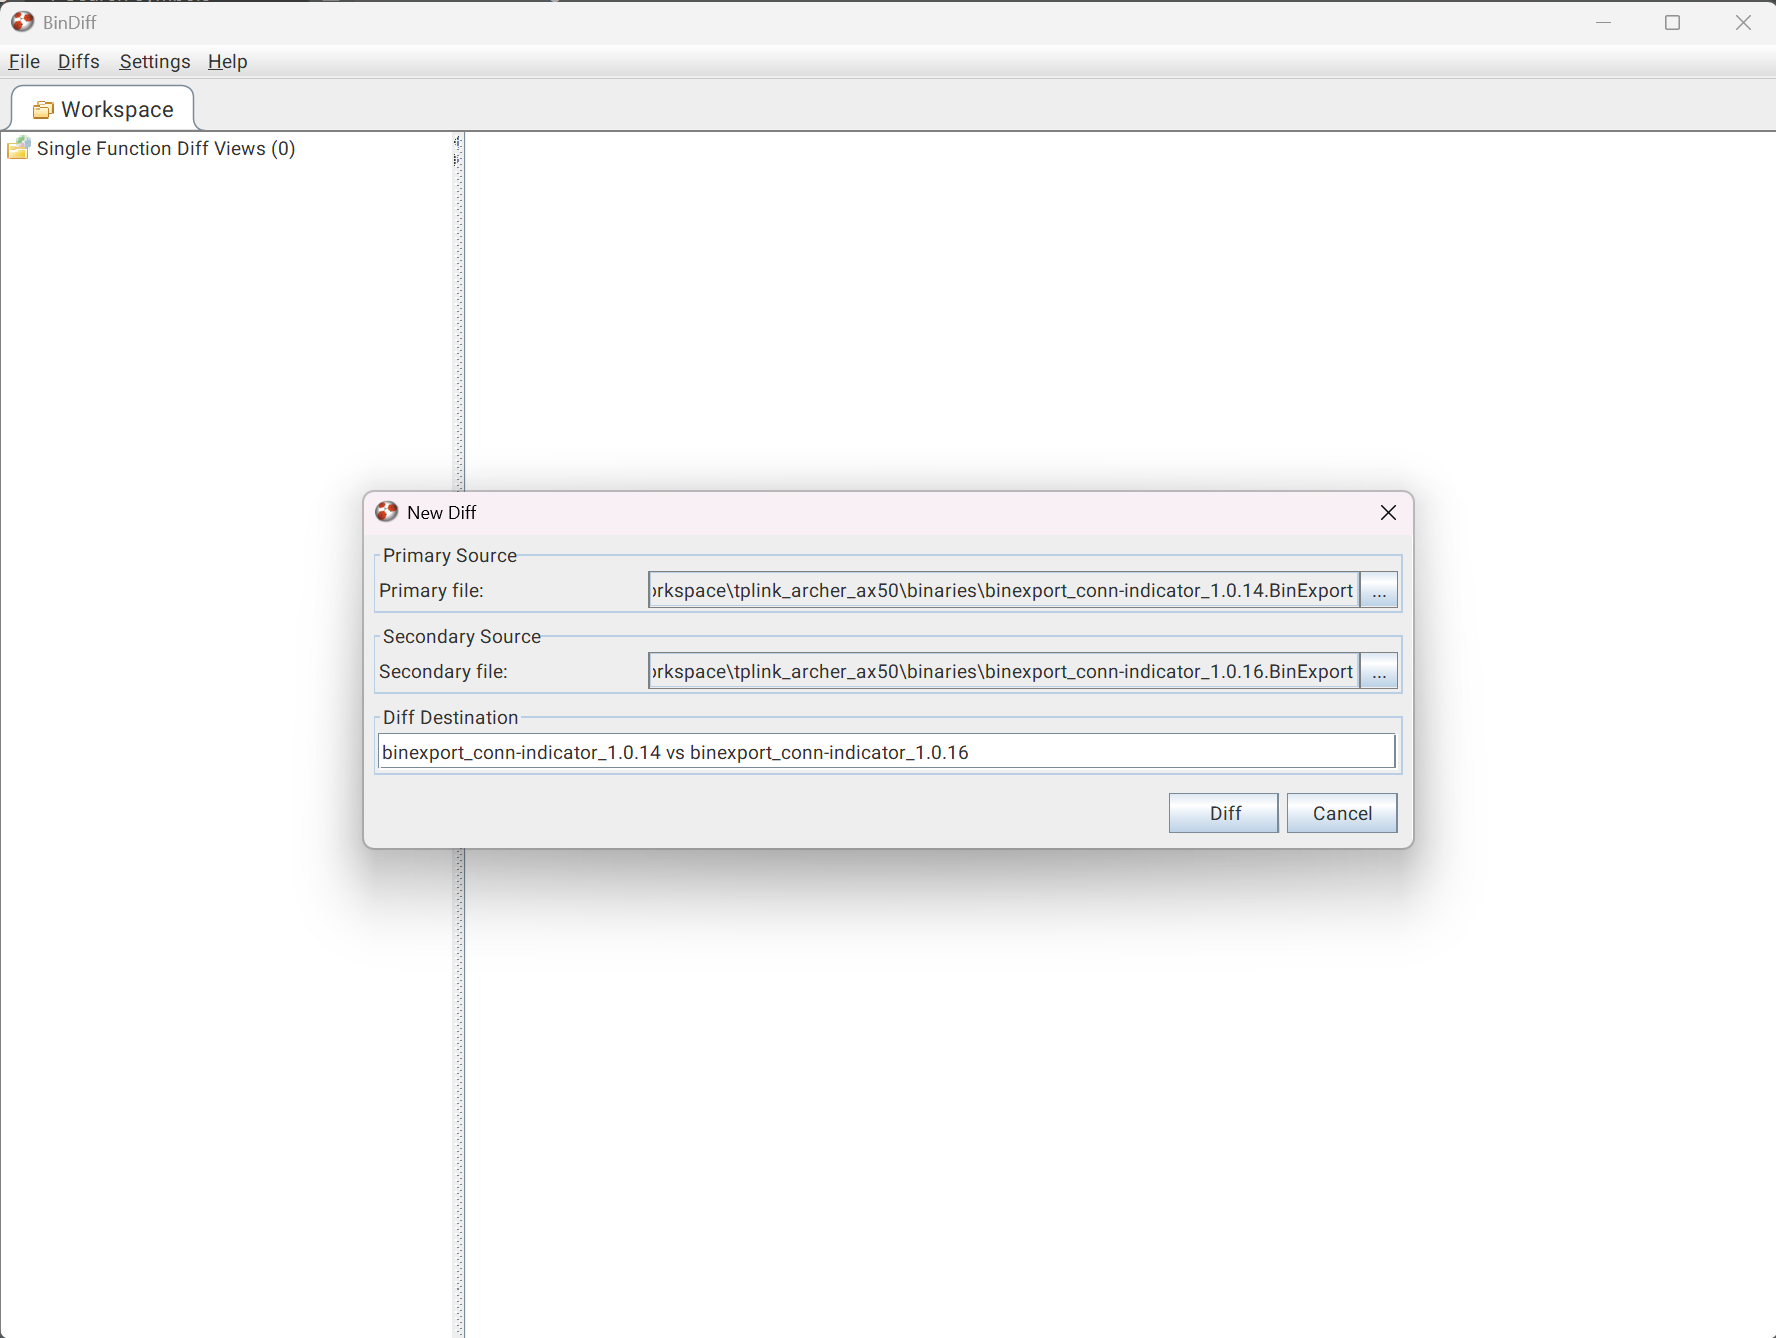 BinDiff
File Diffs Settings Help
Workspace
Single Function Diff Views (0)
New Diff
Primary Source
Primary file: orkspace\tplink_archer_ax50\binaries\binexport_conn-indicator_1.0.14.BinExport ...
Secondary Source
Secondary file: orkspace\tplink_archer_ax50\binaries\binexport_conn-indicator_1.0.16.BinExport ...
Diff Destination
binexport_conn-indicator_1.0.14 vs binexport_conn-indicator_1.0.16
Diff Cancel